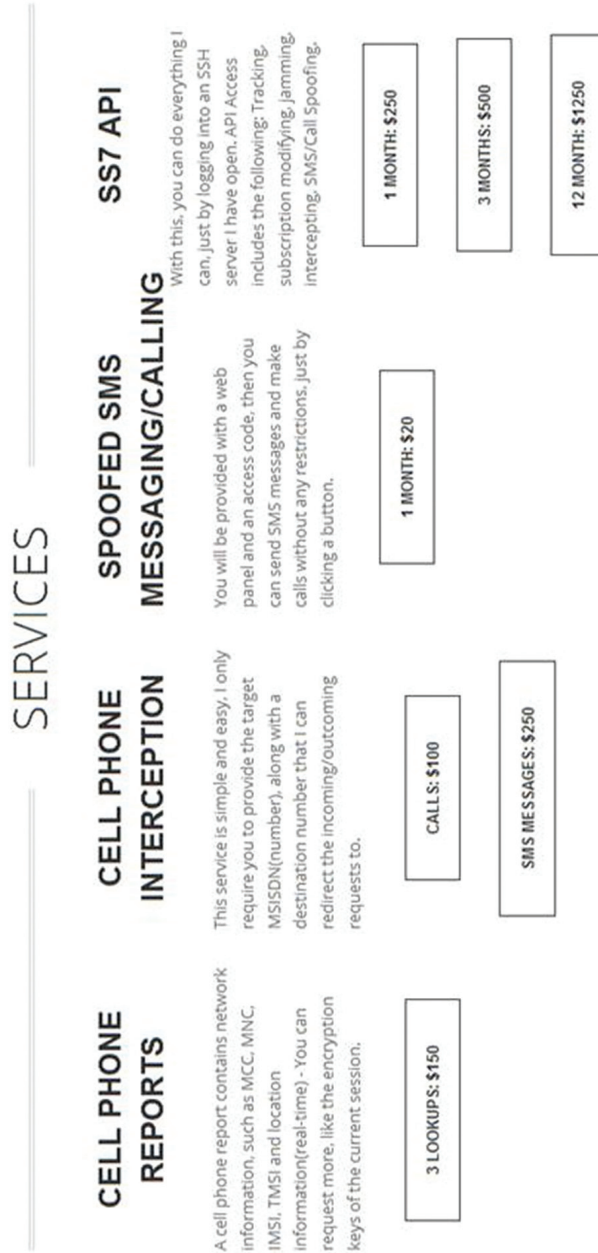 SERVICES
CELL PHONE
REPORTS
A cell phone report contains network
information, such as MCC, MNC,
IMSI, TMSI and location
information(real-time) - You can
request more, like the encryption
keys of the current session.
3 LOOKUPS: $150
CELL PHONE
INTERCEPTION
This service is simple and easy, I only
require you to provide the target
MSISDN(number), along with a
destination number that I can
redirect the incoming/outcoming
requests to.
CALLS: $100
SMS MESSAGES: $250
SPOOFED SMS
MESSAGING/CALLING
You will be provided with a web
panel and an access code, then you
can send SMS messages and make
calls without any restrictions, just by
clicking a button.
1 MONTH: $20
SS7 API
With this, you can do everything I
can, just by logging into an SSH
server I have open. API Access
includes the following: Tracking,
subscription modifying, jamming,
intercepting, SMS/Call Spoofing.
1 MONTH: $250
3 MONTHS: $500
12 MONTH: $1250